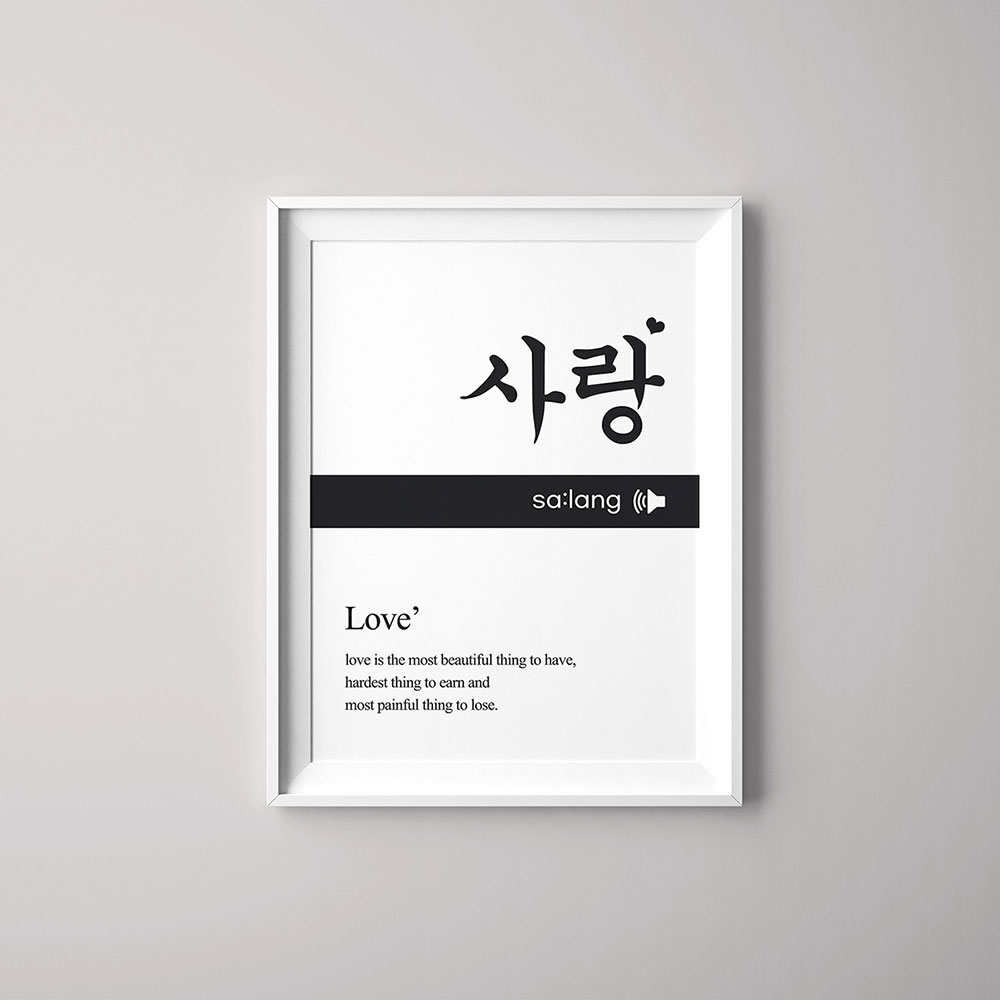 사랑
sa:lang
Love’
love is the most beautiful thing to have,
hardest thing to earn and
most painful thing to lose.